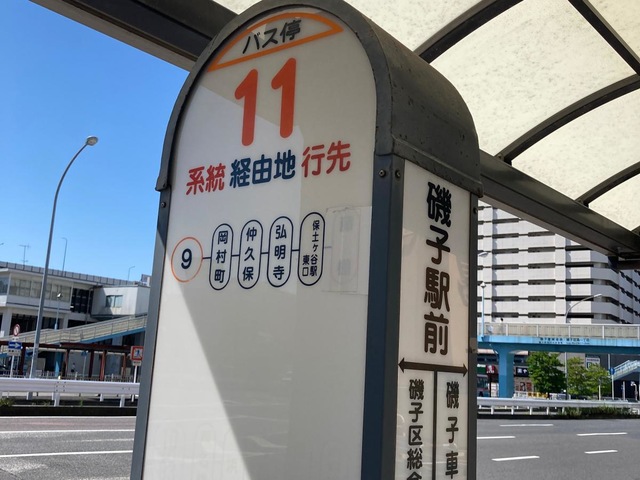 バス停
11
系統 経由地 行先
9 岡村町 仲久保 弘明寺 保土ヶ谷駅東口
磯子駅前
磯子区総合
磯子車